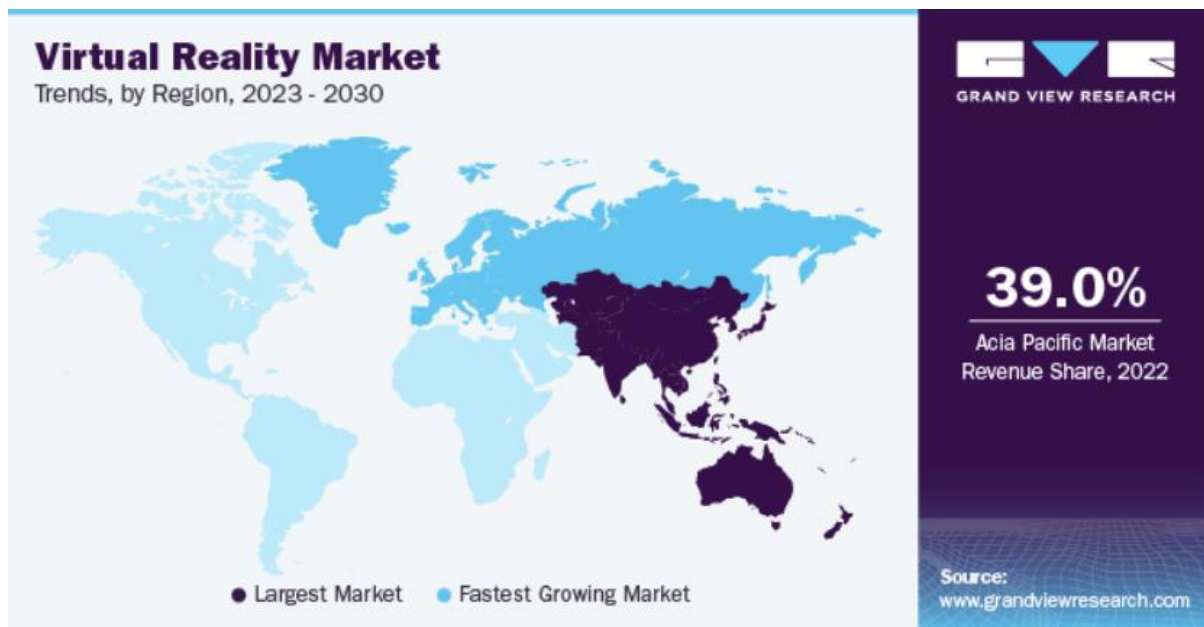 Virtual Reality Market
Trends, by Region, 2023 - 2030
GRAND VIEW RESEARCH
39.0%
Acia Pacific Market
Revenue Share, 2022
Largest Market
Fastest Growing Market
Source:
www.grandviewresearch.com